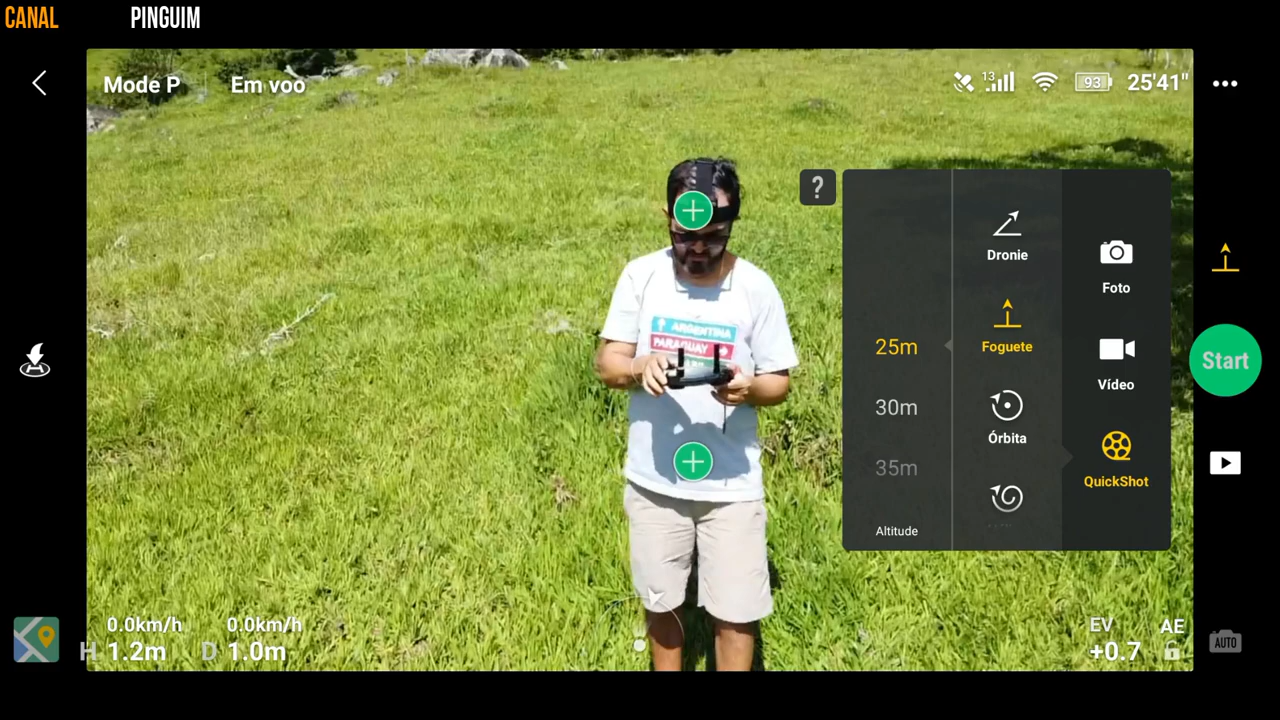 CANAL PINGUIM
Mode P Em voo 13 93 25'41"
?
Dronie
Foto
25m Foguete
Start
Vídeo
30m
Órbita
35m
QuickShot
Altitude
ARGENTINA
PARAGUAY
0.0km/h 0.0km/h
H 1.2m D 1.0m
EV AE
+0.7
AUTO